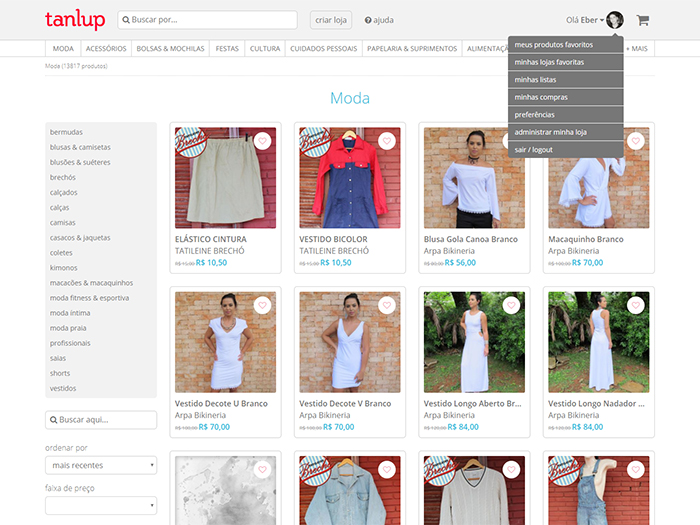 tanlup
Buscar por...
criar loja
ajuda
Olá Eber
MODA
ACESSÓRIOS
BOLSAS & MOCHILAS
FESTAS
CULTURA
CUIDADOS PESSOAIS
PAPELARIA & SUPRIMENTOS
ALIMENTAÇÃ
+ MAIS
meus produtos favoritos
minhas lojas favoritas
minhas listas
minhas compras
preferências
administrar minha loja
sair / logout
Moda (13817 produtos)
Moda
bermudas
blusas & camisetas
blusões & suéteres
brechós
calçados
calças
camisas
casacos & jaquetas
coletes
kimonos
macacões & macaquinhos
moda fitness & esportiva
moda íntima
moda praia
profissionais
saias
shorts
vestidos
Buscar aqui...
ordenar por
mais recentes
faixa de preço
Brechó
ELÁSTICO CINTURA
TATILEINE BRECHÓ
R$ 15,00 R$ 10,50
Brechó
VESTIDO BICOLOR
TATILEINE BRECHÓ
R$ 15,00 R$ 10,50
Blusa Gola Canoa Branco
Arpa Bikineria
R$ 80,00 R$ 56,00
Macaquinho Branco
Arpa Bikineria
R$ 100,00 R$ 70,00
Vestido Decote U Branco
Arpa Bikineria
R$ 100,00 R$ 70,00
Vestido Decote V Branco
Arpa Bikineria
R$ 100,00 R$ 70,00
Vestido Longo Aberto Br...
Arpa Bikineria
R$ 120,00 R$ 84,00
Vestido Longo Nadador ...
Arpa Bikineria
R$ 120,00 R$ 84,00
Brechó
Brechó
Brechó